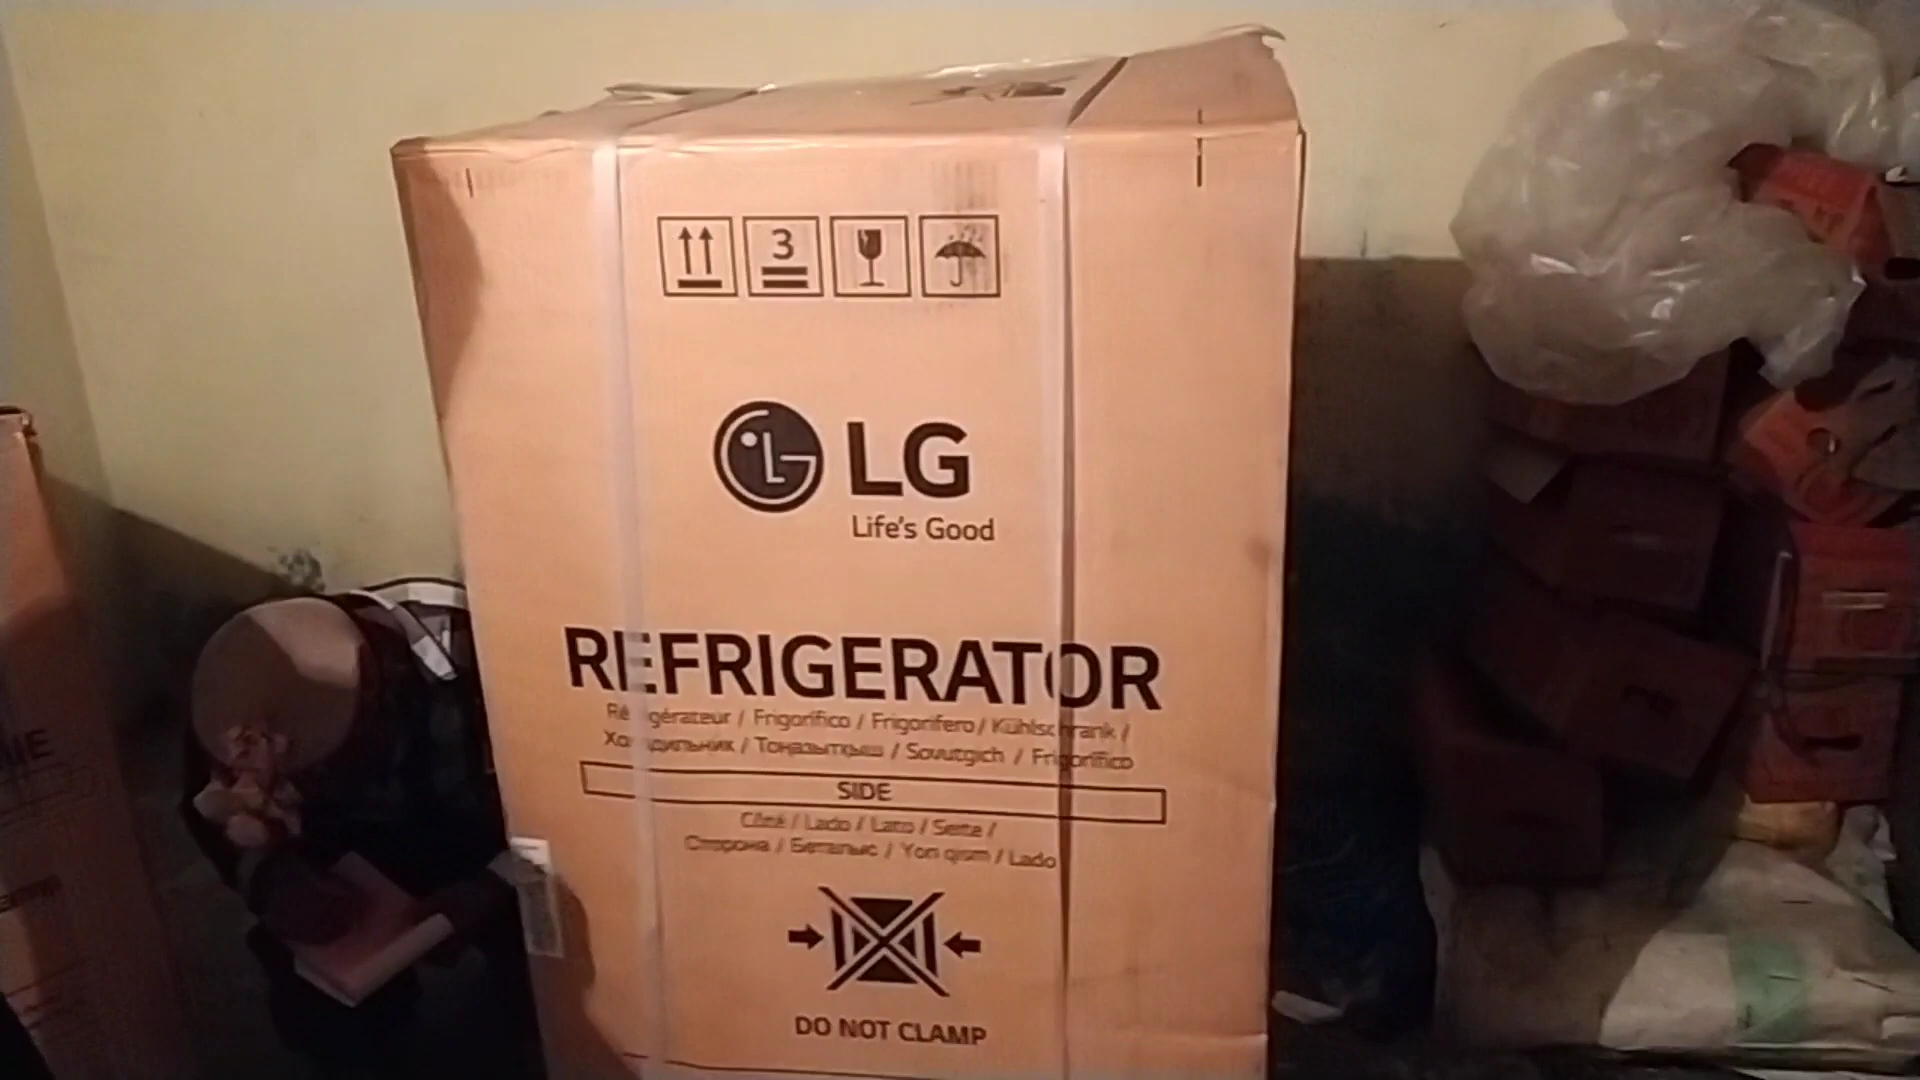 3
LG
Life's Good
REFRIGERATOR
Réfrigérateur / Frigorífico / Frigorifero / Kühlschrank /
Холодильник / Тоңазытқыш / Sovutgich / Frigorífico
SIDE
Côté / Lado / Lato / Seite /
Сторона / Yon qism / Lado
DO NOT CLAMP